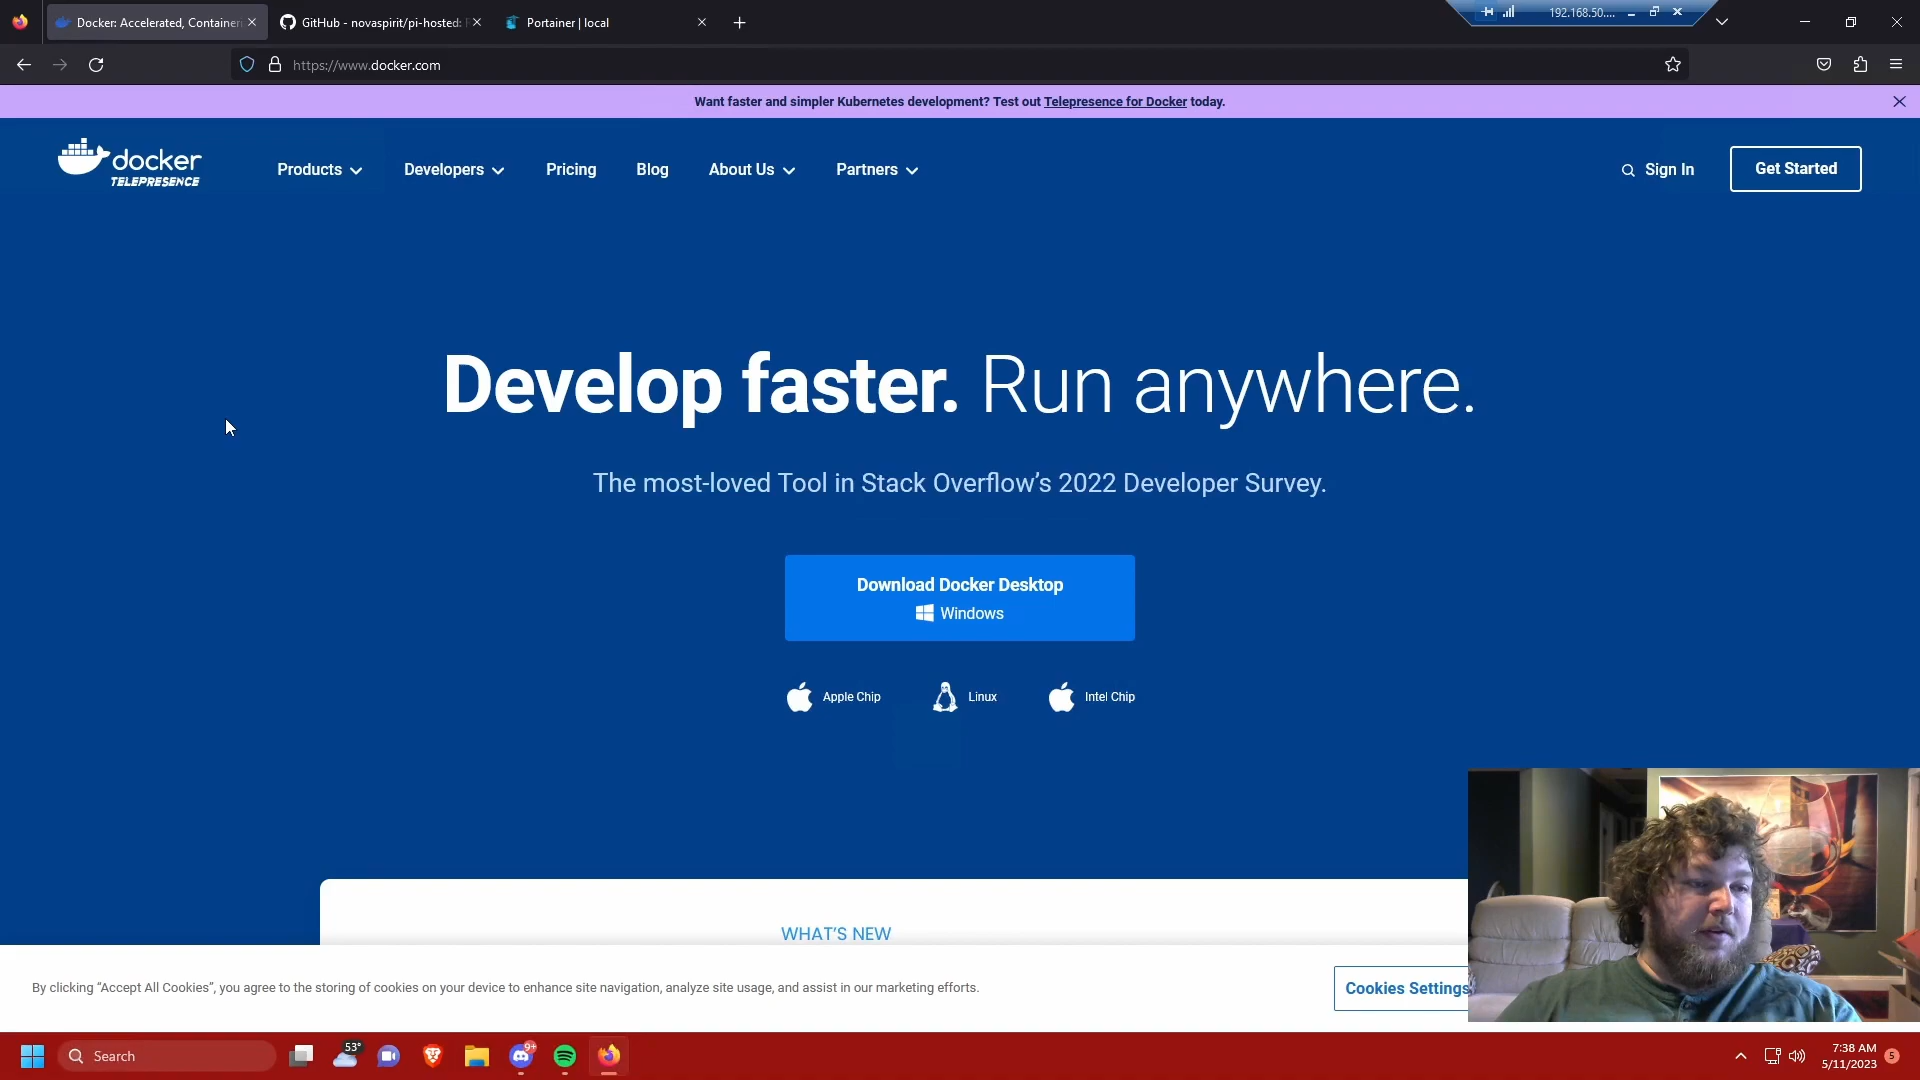 Docker: Accelerated, Containeri
GitHub - novaspirit/pi-hosted:
Portainer | local
192.168.50....
https://www.docker.com
Want faster and simpler Kubernetes development? Test out Telepresence for Docker today.
docker
TELEPRESENCE
Products
Developers
Pricing
Blog
About Us
Partners
Sign In
Get Started
Develop faster. Run anywhere.
The most-loved Tool in Stack Overflow's 2022 Developer Survey.
Download Docker Desktop
Windows
Apple Chip
Linux
Intel Chip
WHAT'S NEW
By clicking “Accept All Cookies”, you agree to the storing of cookies on your device to enhance site navigation, analyze site usage, and assist in our marketing efforts.
Cookies Settings
Search
53°
9+
7:38 AM
5/11/2023
5